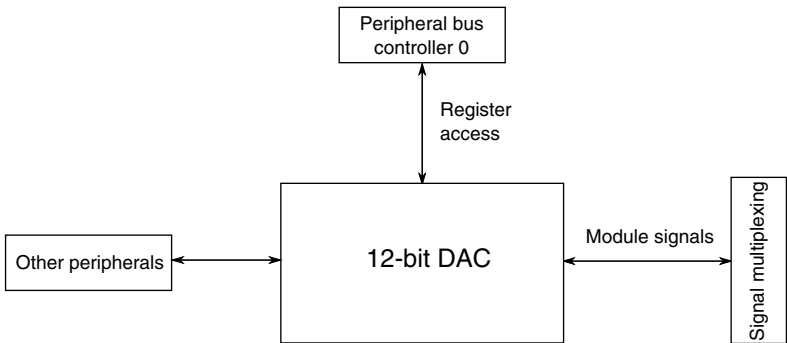 Peripheral bus
controller 0
Register
access
Other peripherals
12-bit DAC
Module signals
Signal multiplexing